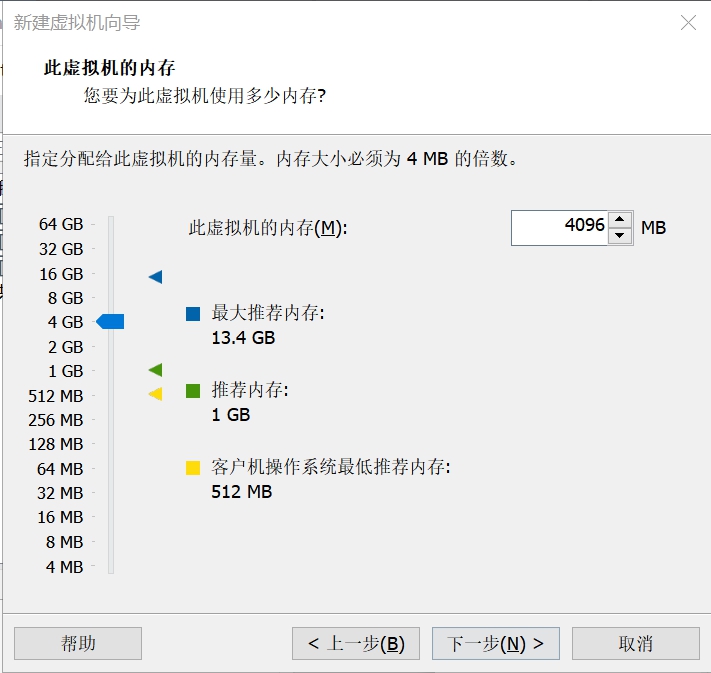 新建虚拟机向导
此虚拟机的内存
您要为此虚拟机使用多少内存?
指定分配给此虚拟机的内存量。内存大小必须为 4 MB 的倍数。
64 GB
32 GB
16 GB
8 GB
4 GB
2 GB
1 GB
512 MB
256 MB
128 MB
64 MB
32 MB
16 MB
8 MB
4 MB
此虚拟机的内存(M): 4096 MB
最大推荐内存:
13.4 GB
推荐内存:
1 GB
客户机操作系统最低推荐内存:
512 MB
帮助 < 上一步(B) 下一步(N) > 取消